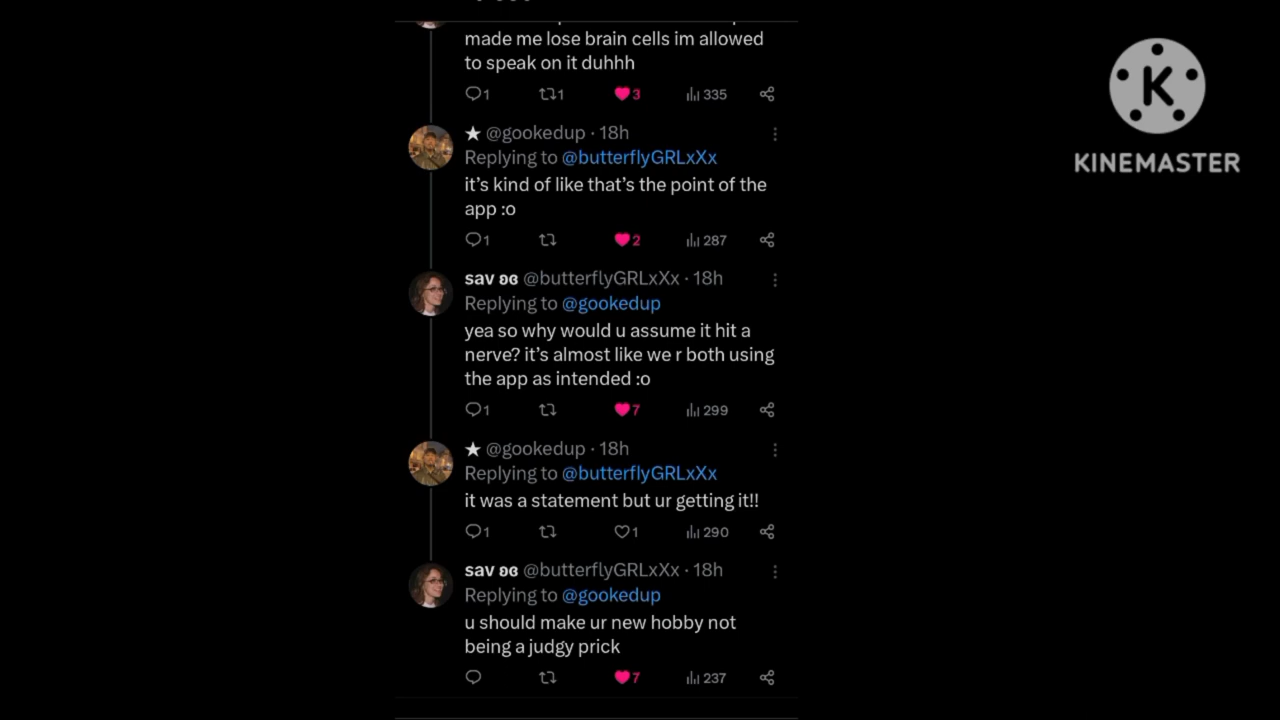 made me lose brain cells im allowed
to speak on it duhhh
1 1 3 335
★ @gookedup · 18h
Replying to @butterflyGRLxXx
it's kind of like that's the point of the
app :o
1 2 287
sav ʚɞ @butterflyGRLxXx · 18h
Replying to @gookedup
yea so why would u assume it hit a
nerve? it's almost like we r both using
the app as intended :o
1 7 299
★ @gookedup · 18h
Replying to @butterflyGRLxXx
it was a statement but ur getting it!!
1 1 290
sav ʚɞ @butterflyGRLxXx · 18h
Replying to @gookedup
u should make ur new hobby not
being a judgy prick
7 237
K
KINEMASTER